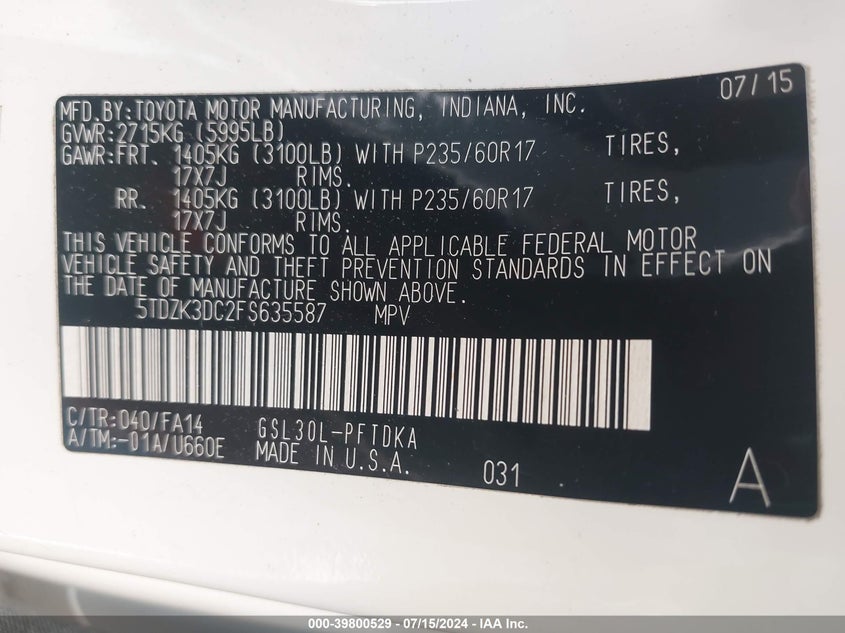 07/15
MFD.BY:TOYOTA MOTOR MANUFACTURING, INDIANA, INC.
GVWR:2715KG (5995LB)
GAWR:FRT. 1405KG (3100LB) WITH P235/60R17 TIRES,
17X7J RIMS.
RR. 1405KG (3100LB) WITH P235/60R17 TIRES,
17X7J RIMS.
THIS VEHICLE CONFORMS TO ALL APPLICABLE FEDERAL MOTOR
VEHICLE SAFETY AND THEFT PREVENTION STANDARDS IN EFFECT ON
THE DATE OF MANUFACTURE SHOWN ABOVE.
5TDZK3DC2FS635587 MPV
C/TR:040/FA14 GSL30L-PFTDKA
A/TM:-01A/U660E MADE IN U.S.A. 031 A
000-39800529 - 07/15/2024 - IAA Inc.